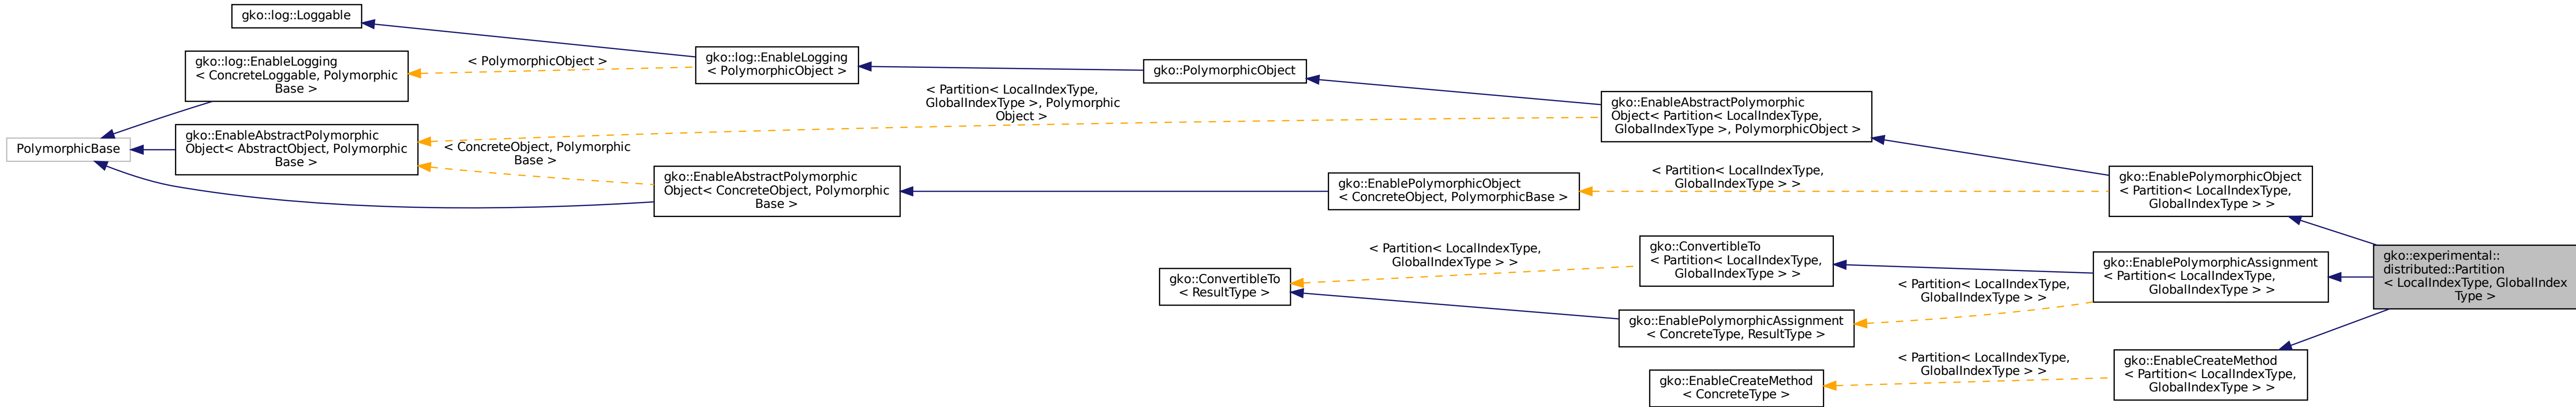 gko::log::Loggable
gko::log::EnableLogging
< ConcreteLoggable, Polymorphic
Base >
< PolymorphicObject >
gko::log::EnableLogging
< PolymorphicObject >
gko::PolymorphicObject
PolymorphicBase
gko::EnableAbstractPolymorphic
Object< AbstractObject, Polymorphic
Base >
< Partition< LocalIndexType,
GlobalIndexType >, Polymorphic
Object >
gko::EnableAbstractPolymorphic
Object< Partition< LocalIndexType,
GlobalIndexType >, PolymorphicObject >
< ConcreteObject, Polymorphic
Base >
gko::EnableAbstractPolymorphic
Object< ConcreteObject, Polymorphic
Base >
gko::EnablePolymorphicObject
< ConcreteObject, PolymorphicBase >
< Partition< LocalIndexType,
GlobalIndexType > >
gko::EnablePolymorphicObject
< Partition< LocalIndexType,
GlobalIndexType > >
gko::ConvertibleTo
< ResultType >
< Partition< LocalIndexType,
GlobalIndexType > >
gko::ConvertibleTo
< Partition< LocalIndexType,
GlobalIndexType > >
gko::EnablePolymorphicAssignment
< ConcreteType, ResultType >
< Partition< LocalIndexType,
GlobalIndexType > >
gko::EnablePolymorphicAssignment
< Partition< LocalIndexType,
GlobalIndexType > >
gko::experimental::
distributed::Partition
< LocalIndexType, GlobalIndex
Type >
gko::EnableCreateMethod
< ConcreteType >
< Partition< LocalIndexType,
GlobalIndexType > >
gko::EnableCreateMethod
< Partition< LocalIndexType,
GlobalIndexType > >